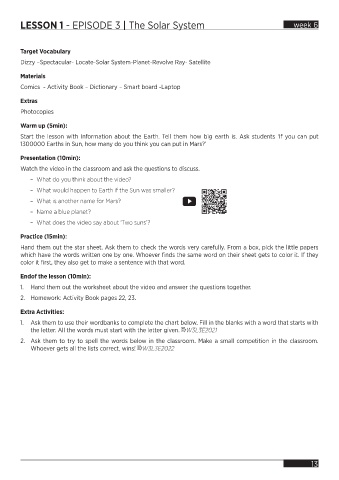 LESSON 1 - EPISODE 3 | The Solar System
week 6
Target Vocabulary
Dizzy -Spectacular- Locate-Solar System-Planet-Revolve Ray- Satellite
Materials
Comics - Activity Book - Dictionary - Smart board -Laptop
Extras
Photocopies
Warm up (5min):
Start the lesson with information about the Earth. Tell them how big earth is. Ask students 'If you can put
1300000 Earths in Sun, how many do you think you can put in Mars?'
Presentation (10min):
Watch the video in the classroom and ask the questions to discuss.
- What do you think about the video?
- What would happen to Earth if the Sun was smaller?
- What is another name for Mars?
- Name a blue planet?
- What does the video say about 'Two suns'?
Practice (15min):
Hand them out the star sheet. Ask them to check the words very carefully. From a box, pick the little papers
which have the words written one by one. Whoever finds the same word on their sheet gets to color it. If they
color it first, they also get to make a sentence with that word.
Endof the lesson (10min):
1. Hand them out the worksheet about the video and answer the questions together.
2. Homework: Activity Book pages 22, 23.
Extra Activities:
1. Ask them to use their wordbanks to complete the chart below. Fill in the blanks with a word that starts with
the letter. All the words must start with the letter given. W3L3E2021
2. Ask them to try to spell the words below in the classroom. Make a small competition in the classroom.
Whoever gets all the lists correct, wins! W3L3E2022
13